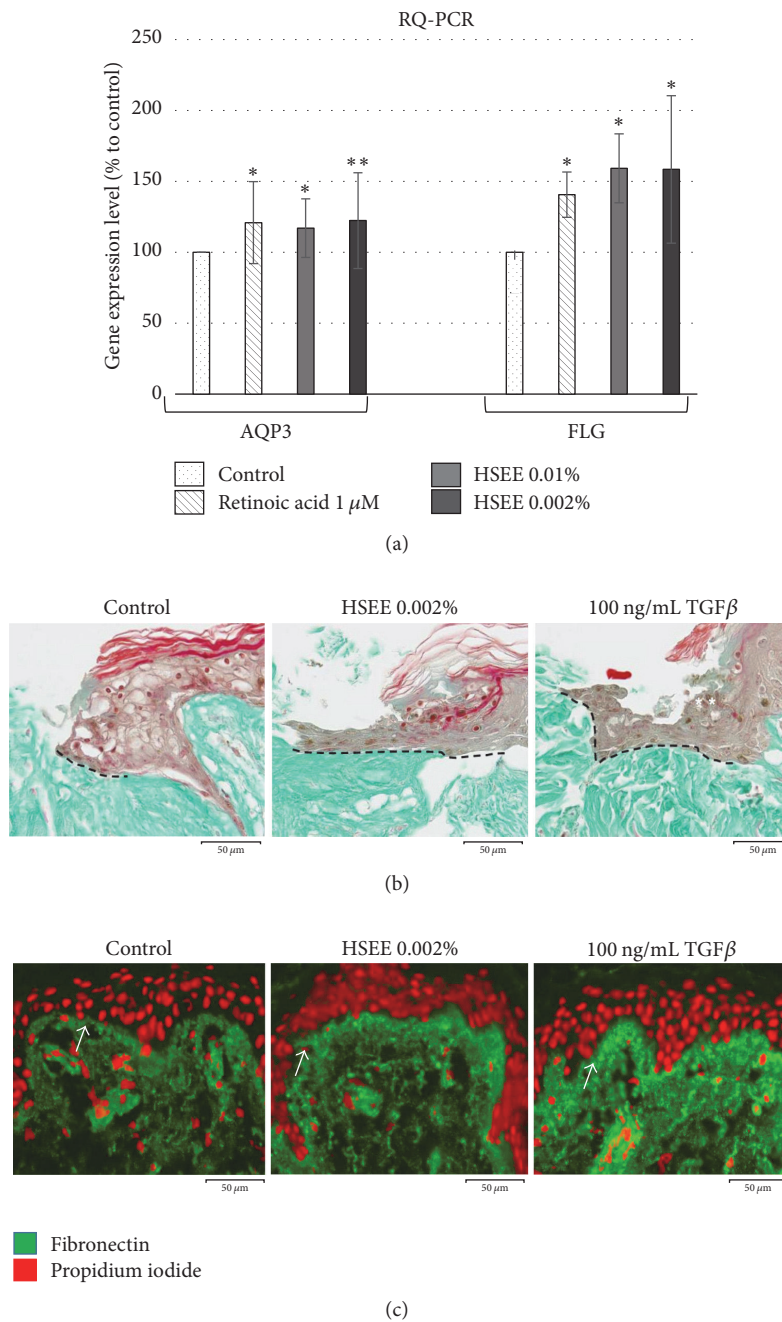 RQ-PCR
250
200
150
100
50
0
Gene expression level (% to control)
* * ** * * *
AQP3 FLG
Control HSEE 0.01%
Retinoic acid 1 μM HSEE 0.002%
(a)
Control HSEE 0.002% 100 ng/mL TGFβ
* *
50 μm 50 μm 50 μm
(b)
Control HSEE 0.002% 100 ng/mL TGFβ
50 μm 50 μm 50 μm
Fibronectin
Propidium iodide
(c)